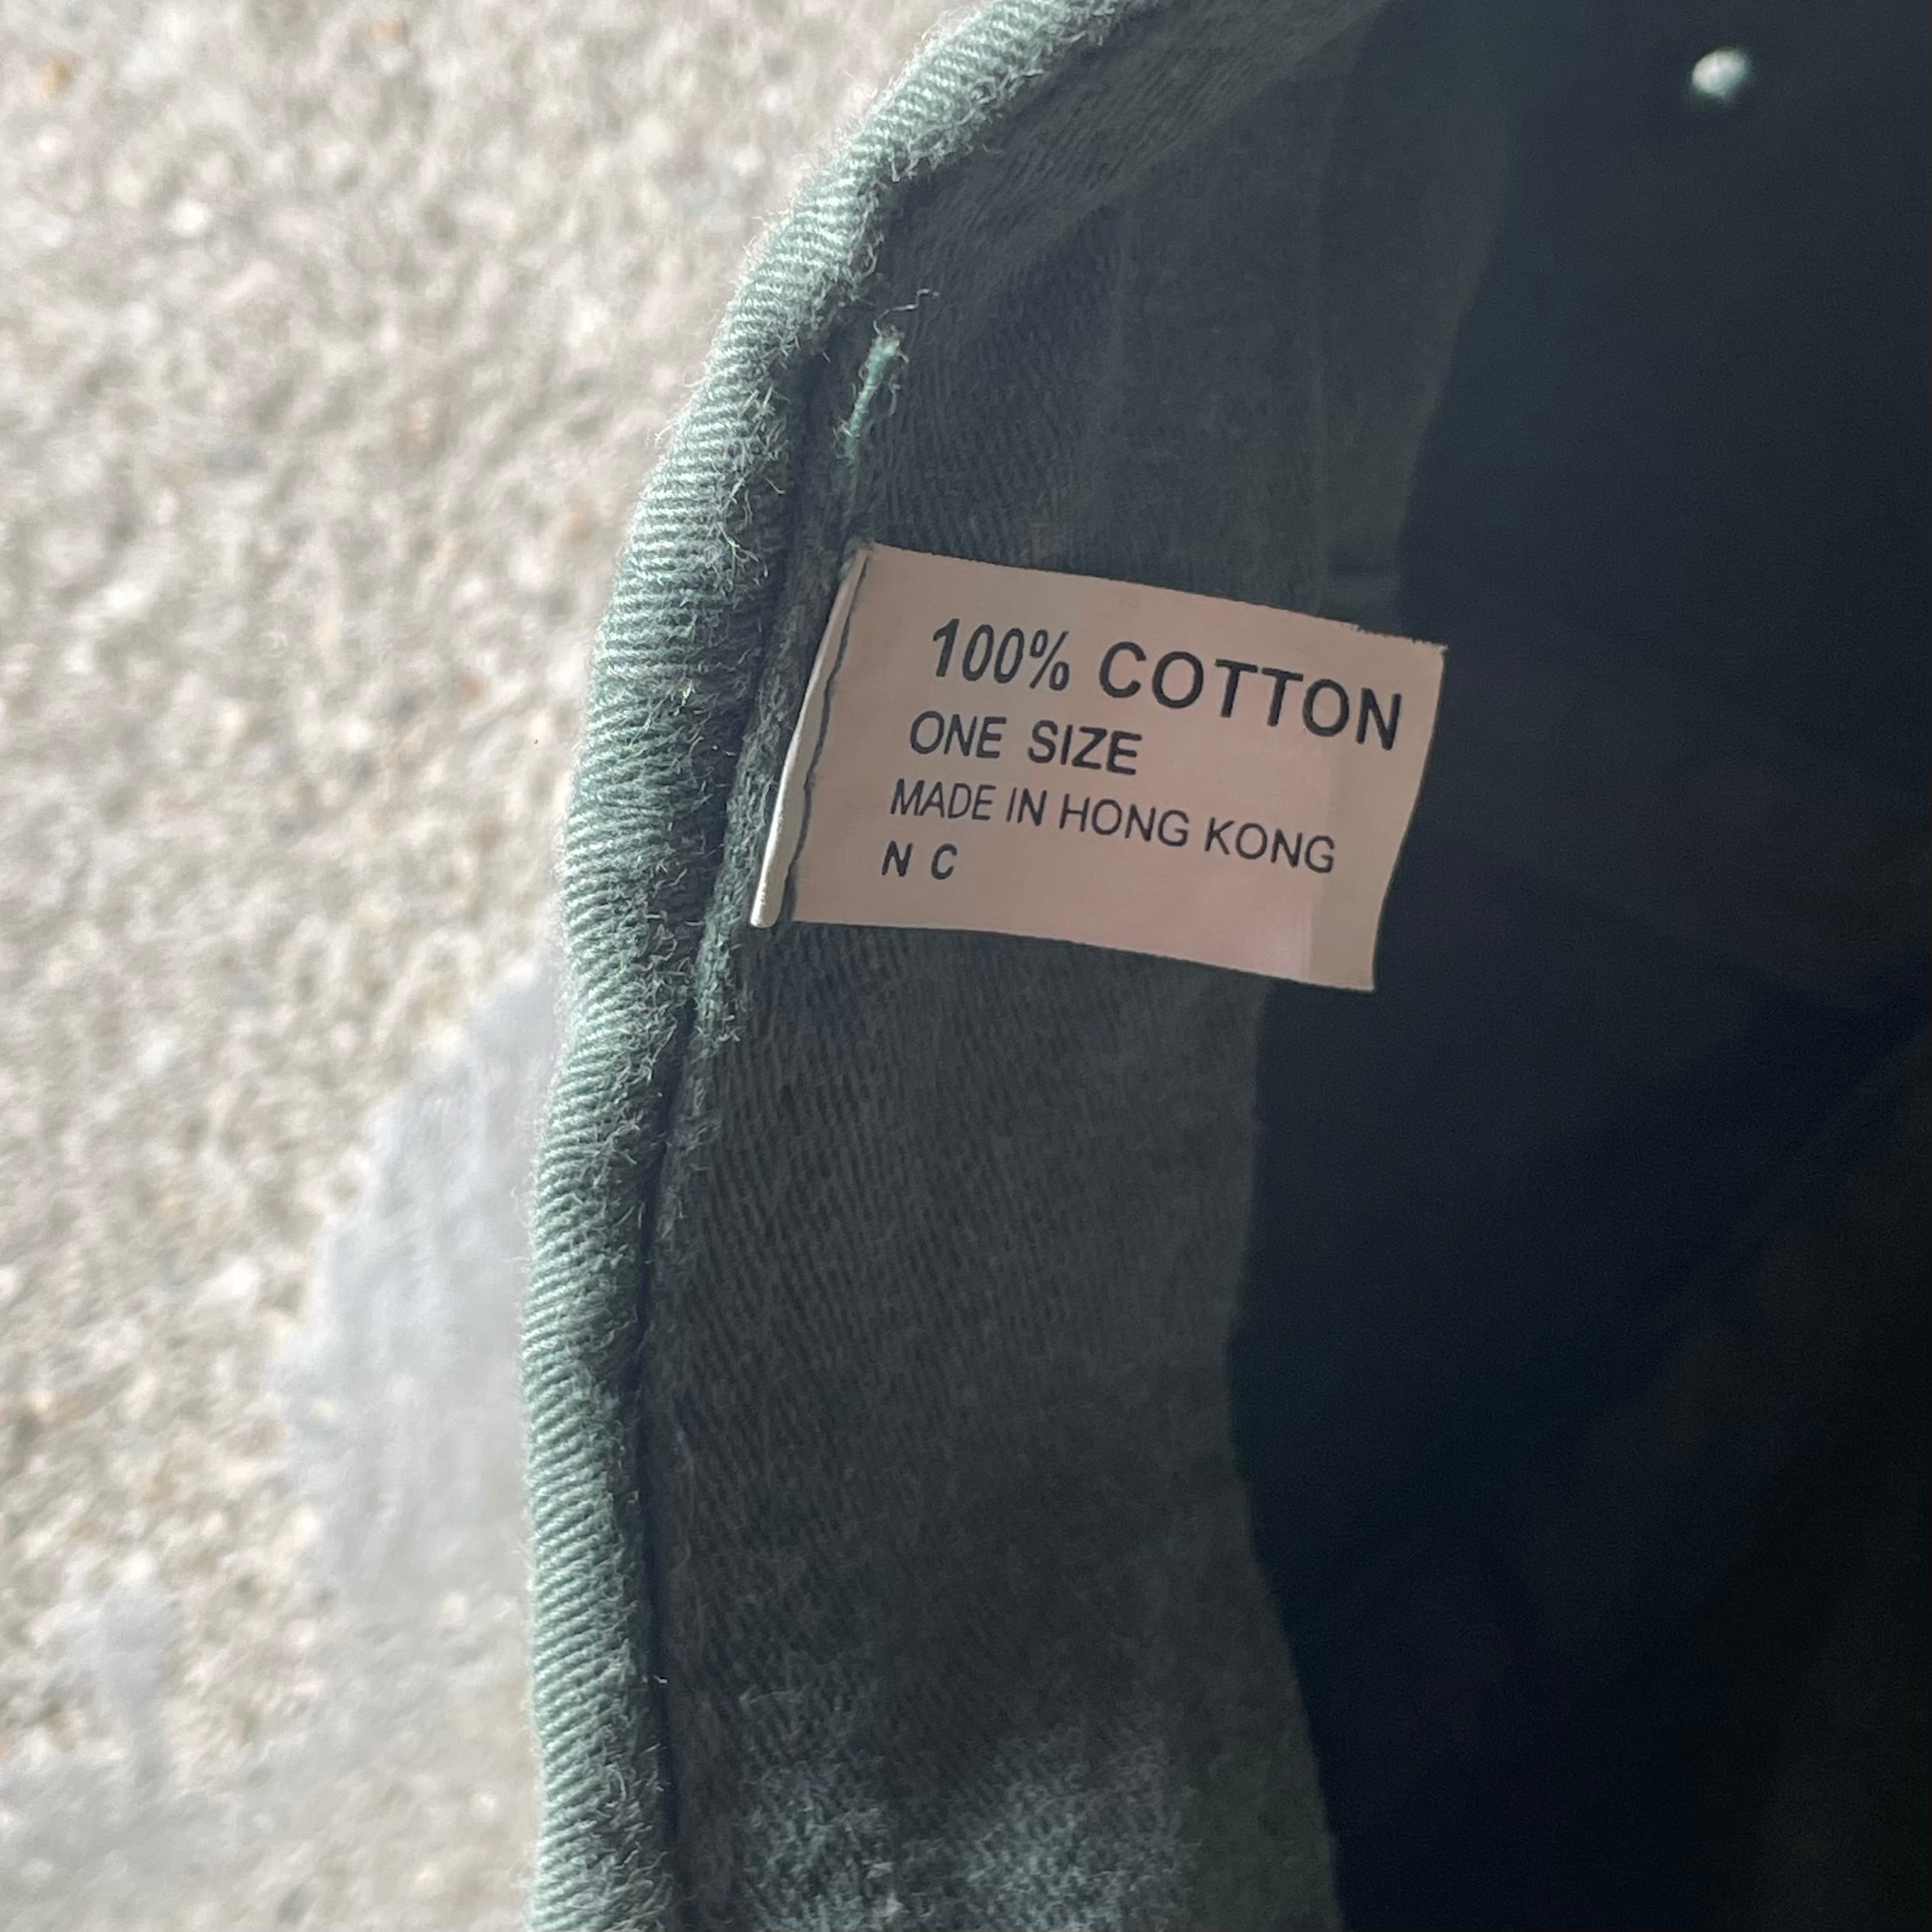 100% COTTON
ONE SIZE
MADE IN HONG KONG
N C